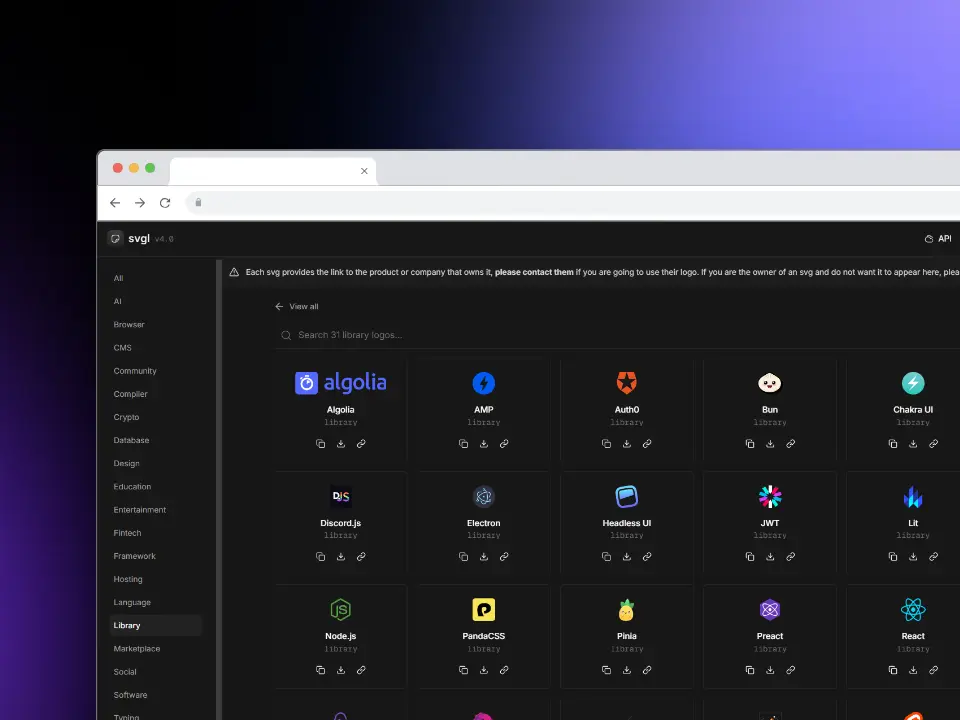 svgl v4.0
API
Each svg provides the link to the product or company that owns it, please contact them if you are going to use their logo. If you are the owner of an svg and do not want it to appear here,
All
AI
Browser
CMS
Community
Compiler
Crypto
Database
Design
Education
Entertainment
Fintech
Framework
Hosting
Language
Library
Marketplace
Social
Software
Typing
View all
Search 31 library logos...
algolia
Algolia
library
AMP
library
Auth0
library
Bun
library
Chakra UI
library
DJS
Discord.js
library
Electron
library
Headless UI
library
JWT
library
Lit
library
JS
Node.js
library
PandaCSS
library
Pinia
library
Preact
library
React
library